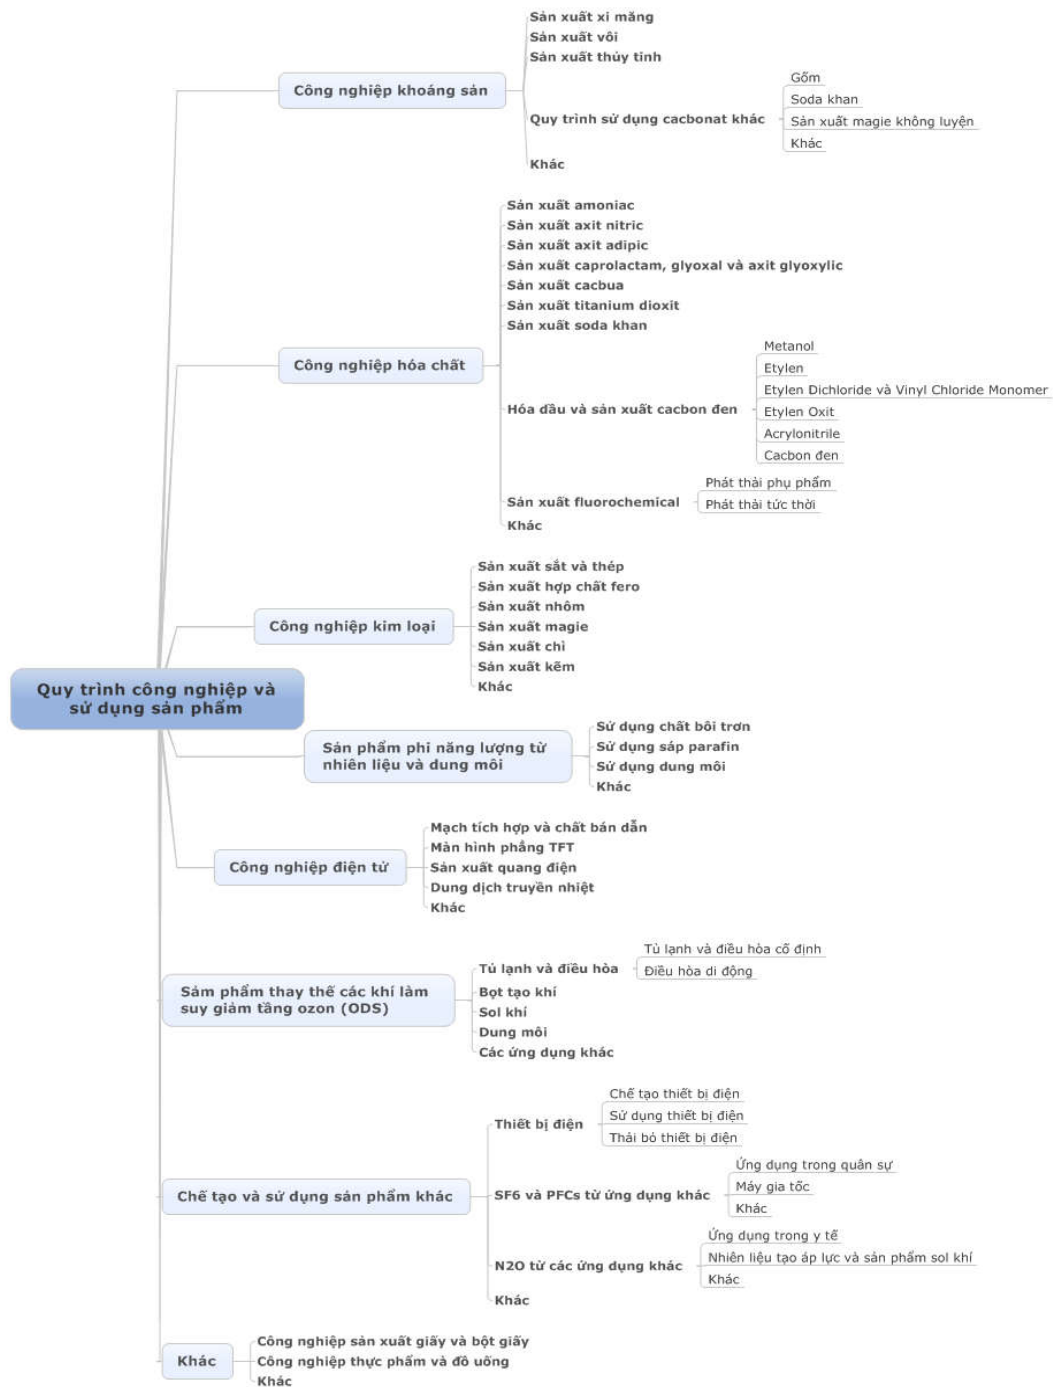 Sản xuất xi măng
Sản xuất vôi
Sản xuất thủy tinh
Công nghiệp khoáng sản
Quy trình sử dụng cacbonat khác
Gốm
Soda khan
Sản xuất magie không luyện
Khác
Khác
Sản xuất amoniac
Sản xuất axit nitric
Sản xuất axit adipic
Sản xuất caprolactam, glyoxal và axit glyoxylic
Sản xuất cacbua
Sản xuất titanium dioxit
Sản xuất soda khan
Công nghiệp hóa chất
Hóa dầu và sản xuất cacbon đen
Metanol
Etylen
Etylen Dichloride và Vinyl Chloride Monomer
Etylen Oxit
Acrylonitrile
Cacbon đen
Sản xuất fluorochemical
Phát thải phụ phẩm
Phát thải tức thời
Khác
Công nghiệp kim loại
Sản xuất sắt và thép
Sản xuất hợp chất fero
Sản xuất nhôm
Sản xuất magie
Sản xuất chì
Sản xuất kẽm
Khác
Quy trình công nghiệp và
sử dụng sản phẩm
Sản phẩm phi năng lượng từ
nhiên liệu và dung môi
Sử dụng chất bôi trơn
Sử dụng sáp parafin
Sử dụng dung môi
Khác
Công nghiệp điện tử
Mạch tích hợp và chất bán dẫn
Màn hình phẳng TFT
Sản xuất quang điện
Dung dịch truyền nhiệt
Khác
Sảm phẩm thay thế các khí làm
suy giảm tầng ozon (ODS)
Tủ lạnh và điều hòa
Tủ lạnh và điều hòa cố định
Điều hòa di động
Bọt tạo khí
Sol khí
Dung môi
Các ứng dụng khác
Chế tạo và sử dụng sản phẩm khác
Thiết bị điện
Chế tạo thiết bị điện
Sử dụng thiết bị điện
Thải bỏ thiết bị điện
SF6 và PFCs từ ứng dụng khác
Ứng dụng trong quân sự
Máy gia tốc
Khác
N2O từ các ứng dụng khác
Ứng dụng trong y tế
Nhiên liệu tạo áp lực và sản phẩm sol khí
Khác
Khác
Khác
Công nghiệp sản xuất giấy và bột giấy
Công nghiệp thực phẩm và đồ uống
Khác